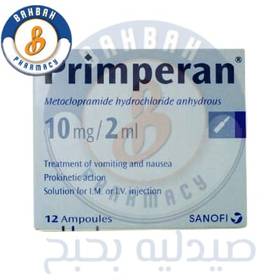 BAHBAH
PHARMACY
Primperan®
Metoclopramide hydrochloride anhydrous
10 mg/2 ml
Treatment of vomiting and nausea
Prokinetic action
Solution for I.M. or I.V. injection
12 Ampoules
SANOFI
صيدلية بحبح